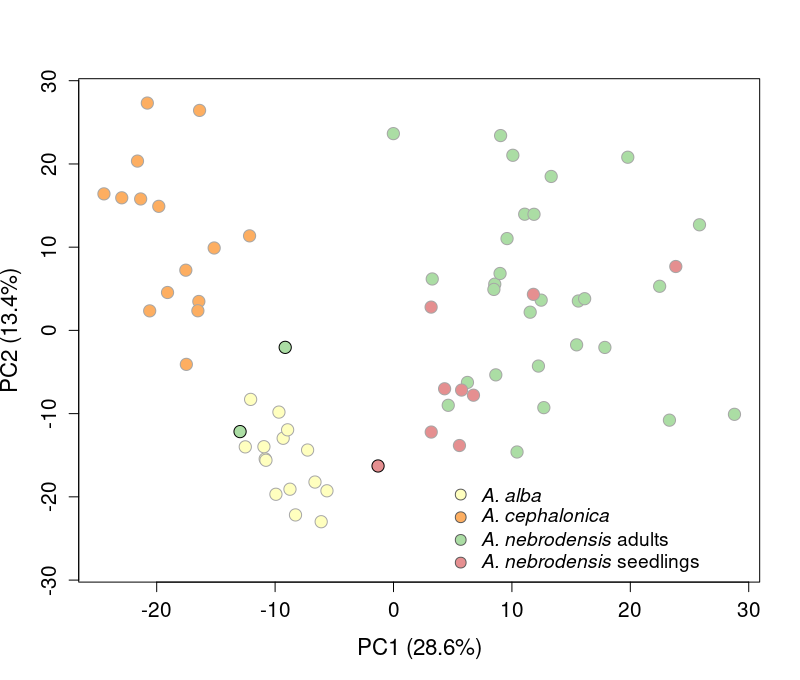 30
20
10
0
-10
-20
-30
PC2 (13.4%)
A. alba
A. cephalonica
A. nebrodensis adults
A. nebrodensis seedlings
-20 -10 0 10 20 30
PC1 (28.6%)